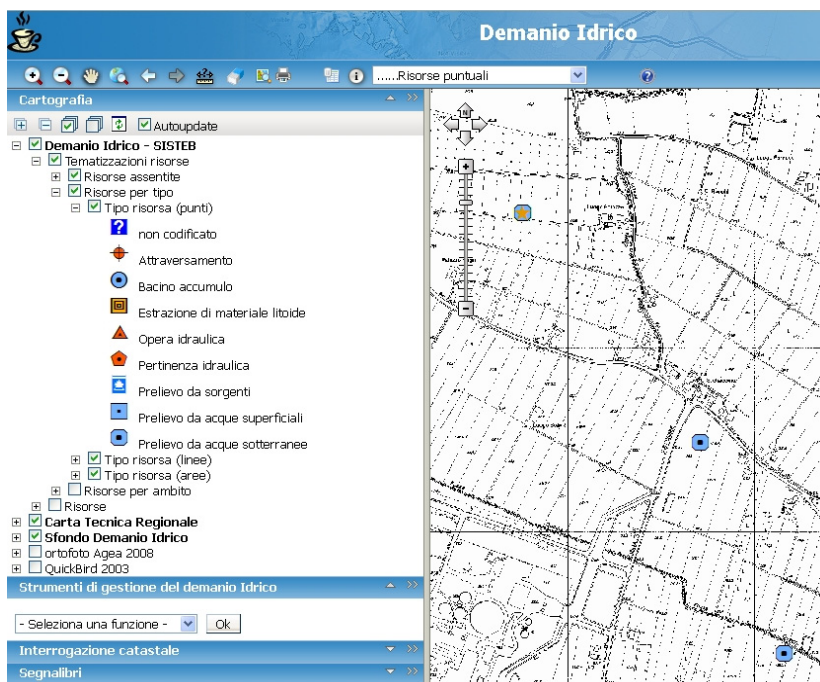 Demanio Idrico
......Risorse puntuali
Cartografia
Autoupdate
Demanio Idrico - SISTEB
Tematizzazioni risorse
Risorse assentite
Risorse per tipo
Tipo risorsa (punti)
non codificato
Attraversamento
Bacino accumulo
Estrazione di materiale litoide
Opera idraulica
Pertinenza idraulica
Prelievo da sorgenti
Prelievo da acque superficiali
Prelievo da acque sotterranee
Tipo risorsa (linee)
Tipo risorsa (aree)
Risorse per ambito
Risorse
Carta Tecnica Regionale
Sfondo Demanio Idrico
ortofoto Agea 2008
QuickBird 2003
Strumenti di gestione del demanio Idrico
- Seleziona una funzione -
Ok
Interrogazione catastale
Segnalibri
N